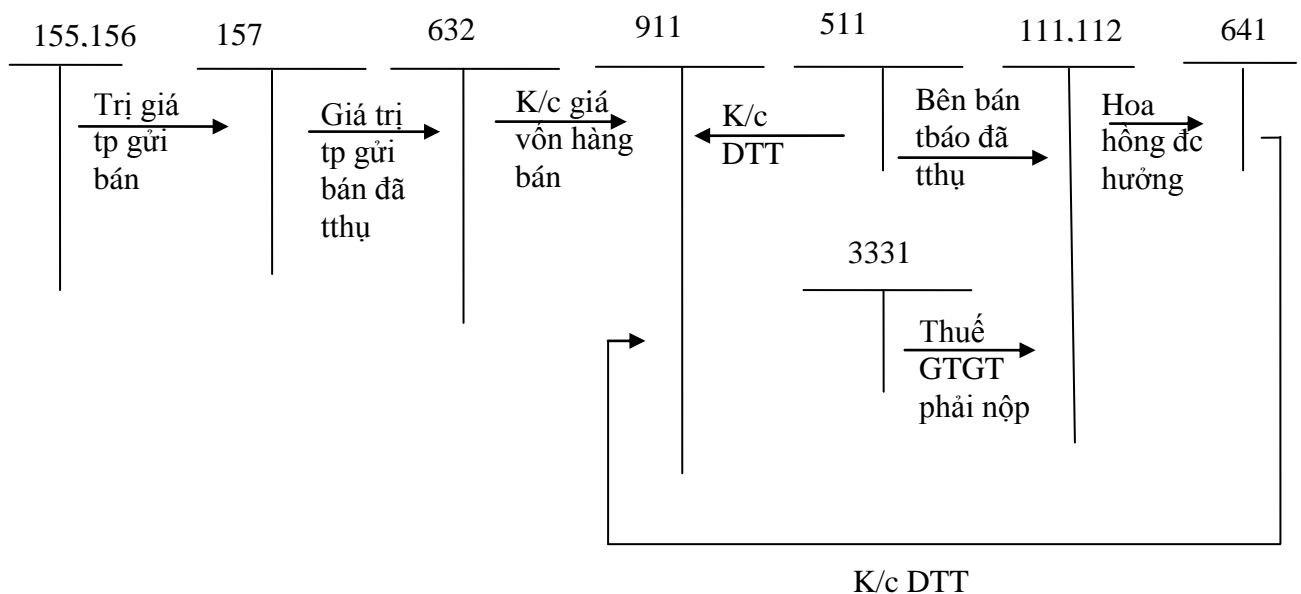 155,156 157 632 911 511 111,112 641
Trị giá
tp gửi
bán
Giá trị
tp gửi
bán đã
tthụ
K/c giá
vốn hàng
bán
K/c
DTT
Bên bán
tbáo đã
tthụ
Hoa
hồng đc
hưởng
3331
Thuế
GTGT
phải nộp
K/c DTT